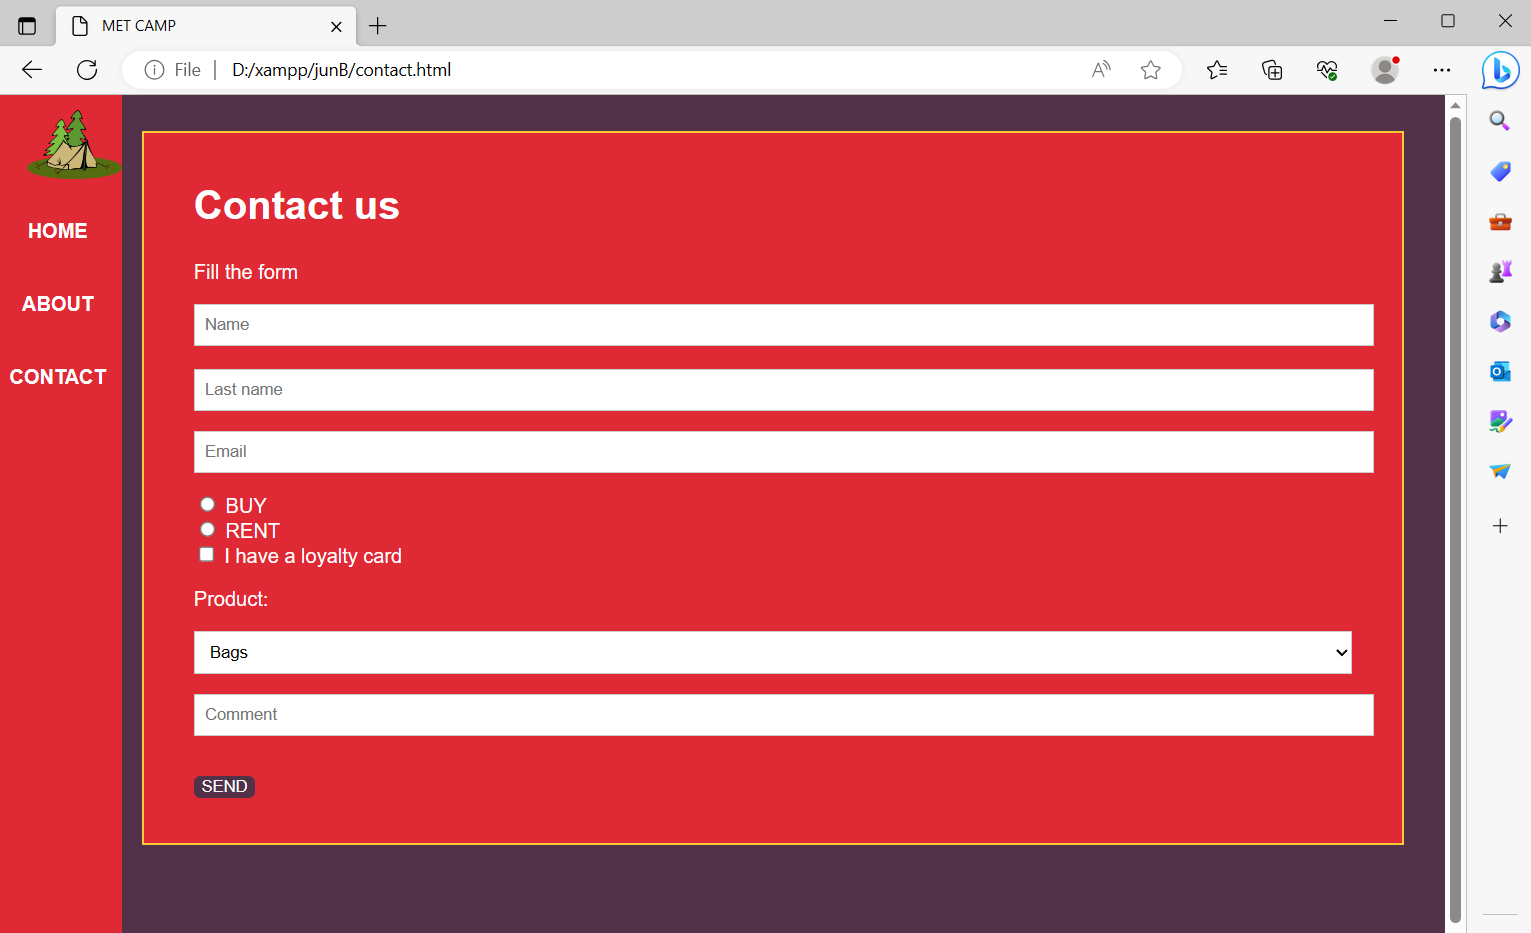 MET CAMP
File
D:/xampp/junB/contact.html
HOME
ABOUT
CONTACT
Contact us
Fill the form
Name
Last name
Email
BUY
RENT
I have a loyalty card
Product:
Bags
Comment
SEND